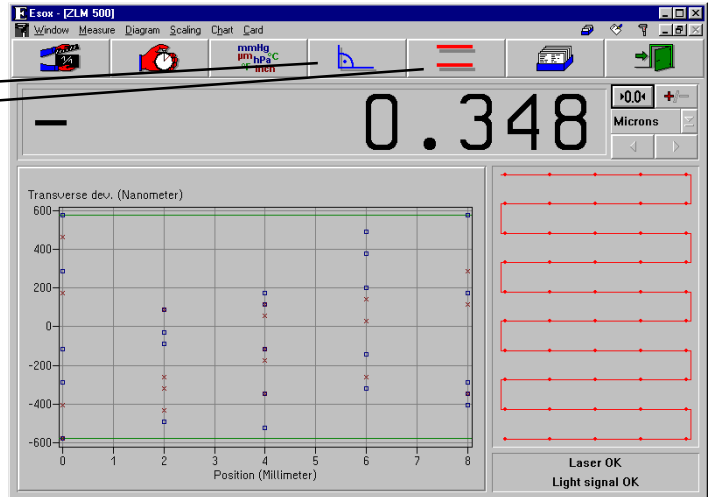 Esox - [ZLM 500]
Window Measure Diagram Scaling Chart Card
mmHg
µm hPa °C
°F inch
- 0.348
0.0
+/-
Microns
Transverse dev. (Nanometer)
600
400
200
0
-200
-400
-600
0 1 2 3 4 5 6 7 8
Position (Millimeter)
Laser OK
Light signal OK